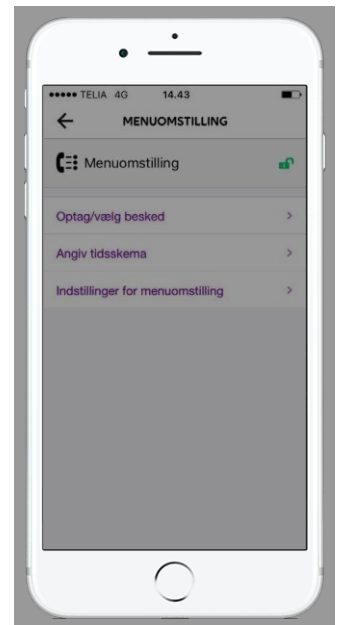 TELIA 4G 14.43
MENUOMSTILLING
Menuomstilling
Optag/vælg besked
Angiv tidsskema
Indstillinger for menuomstilling